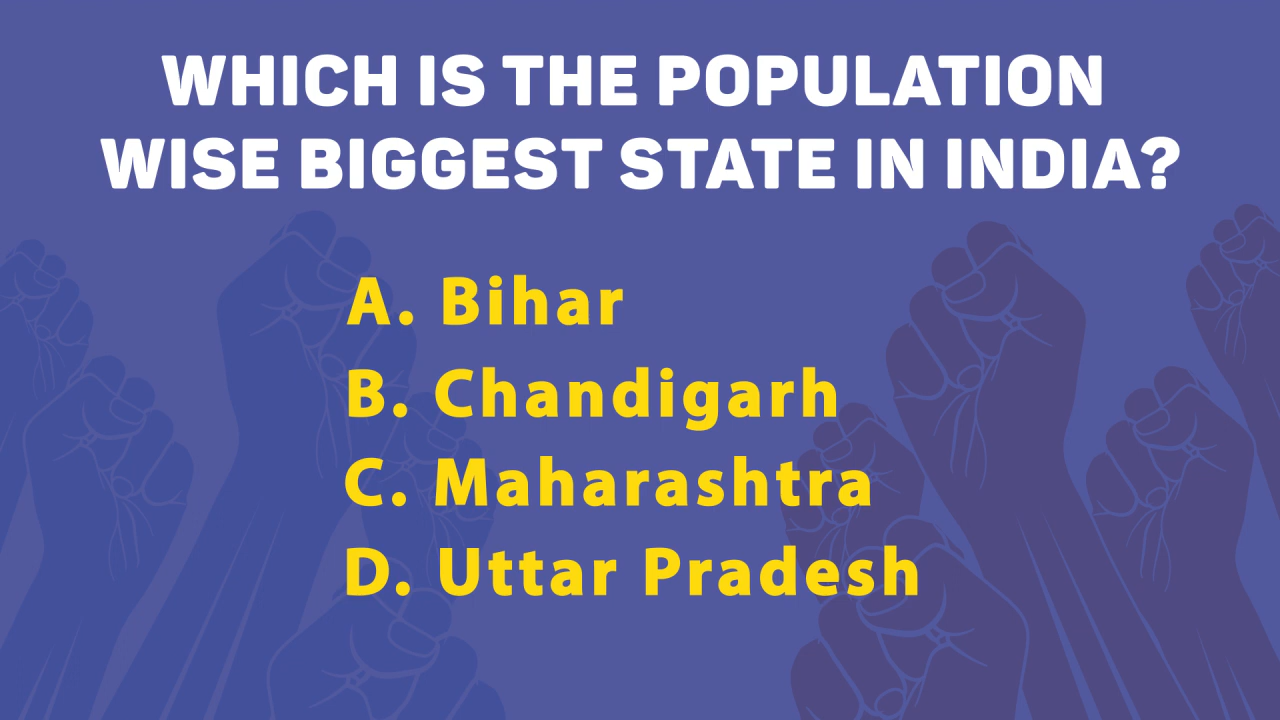 WHICH IS THE POPULATION
WISE BIGGEST STATE IN INDIA?
A. Bihar
B. Chandigarh
C. Maharashtra
D. Uttar Pradesh